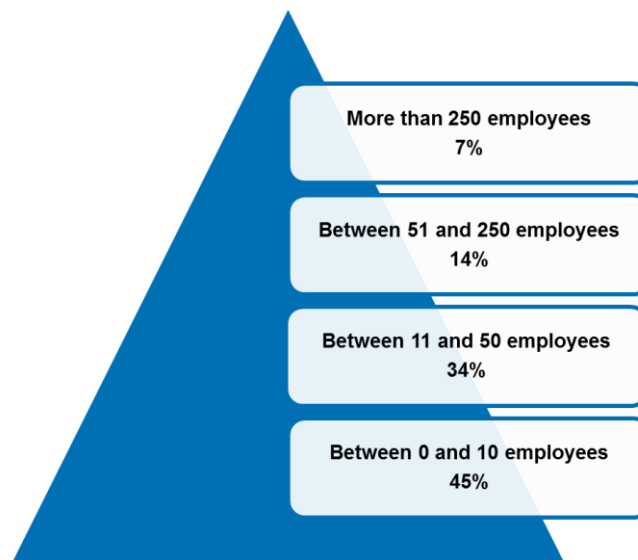 More than 250 employees
7%
Between 51 and 250 employees
14%
Between 11 and 50 employees
34%
Between 0 and 10 employees
45%